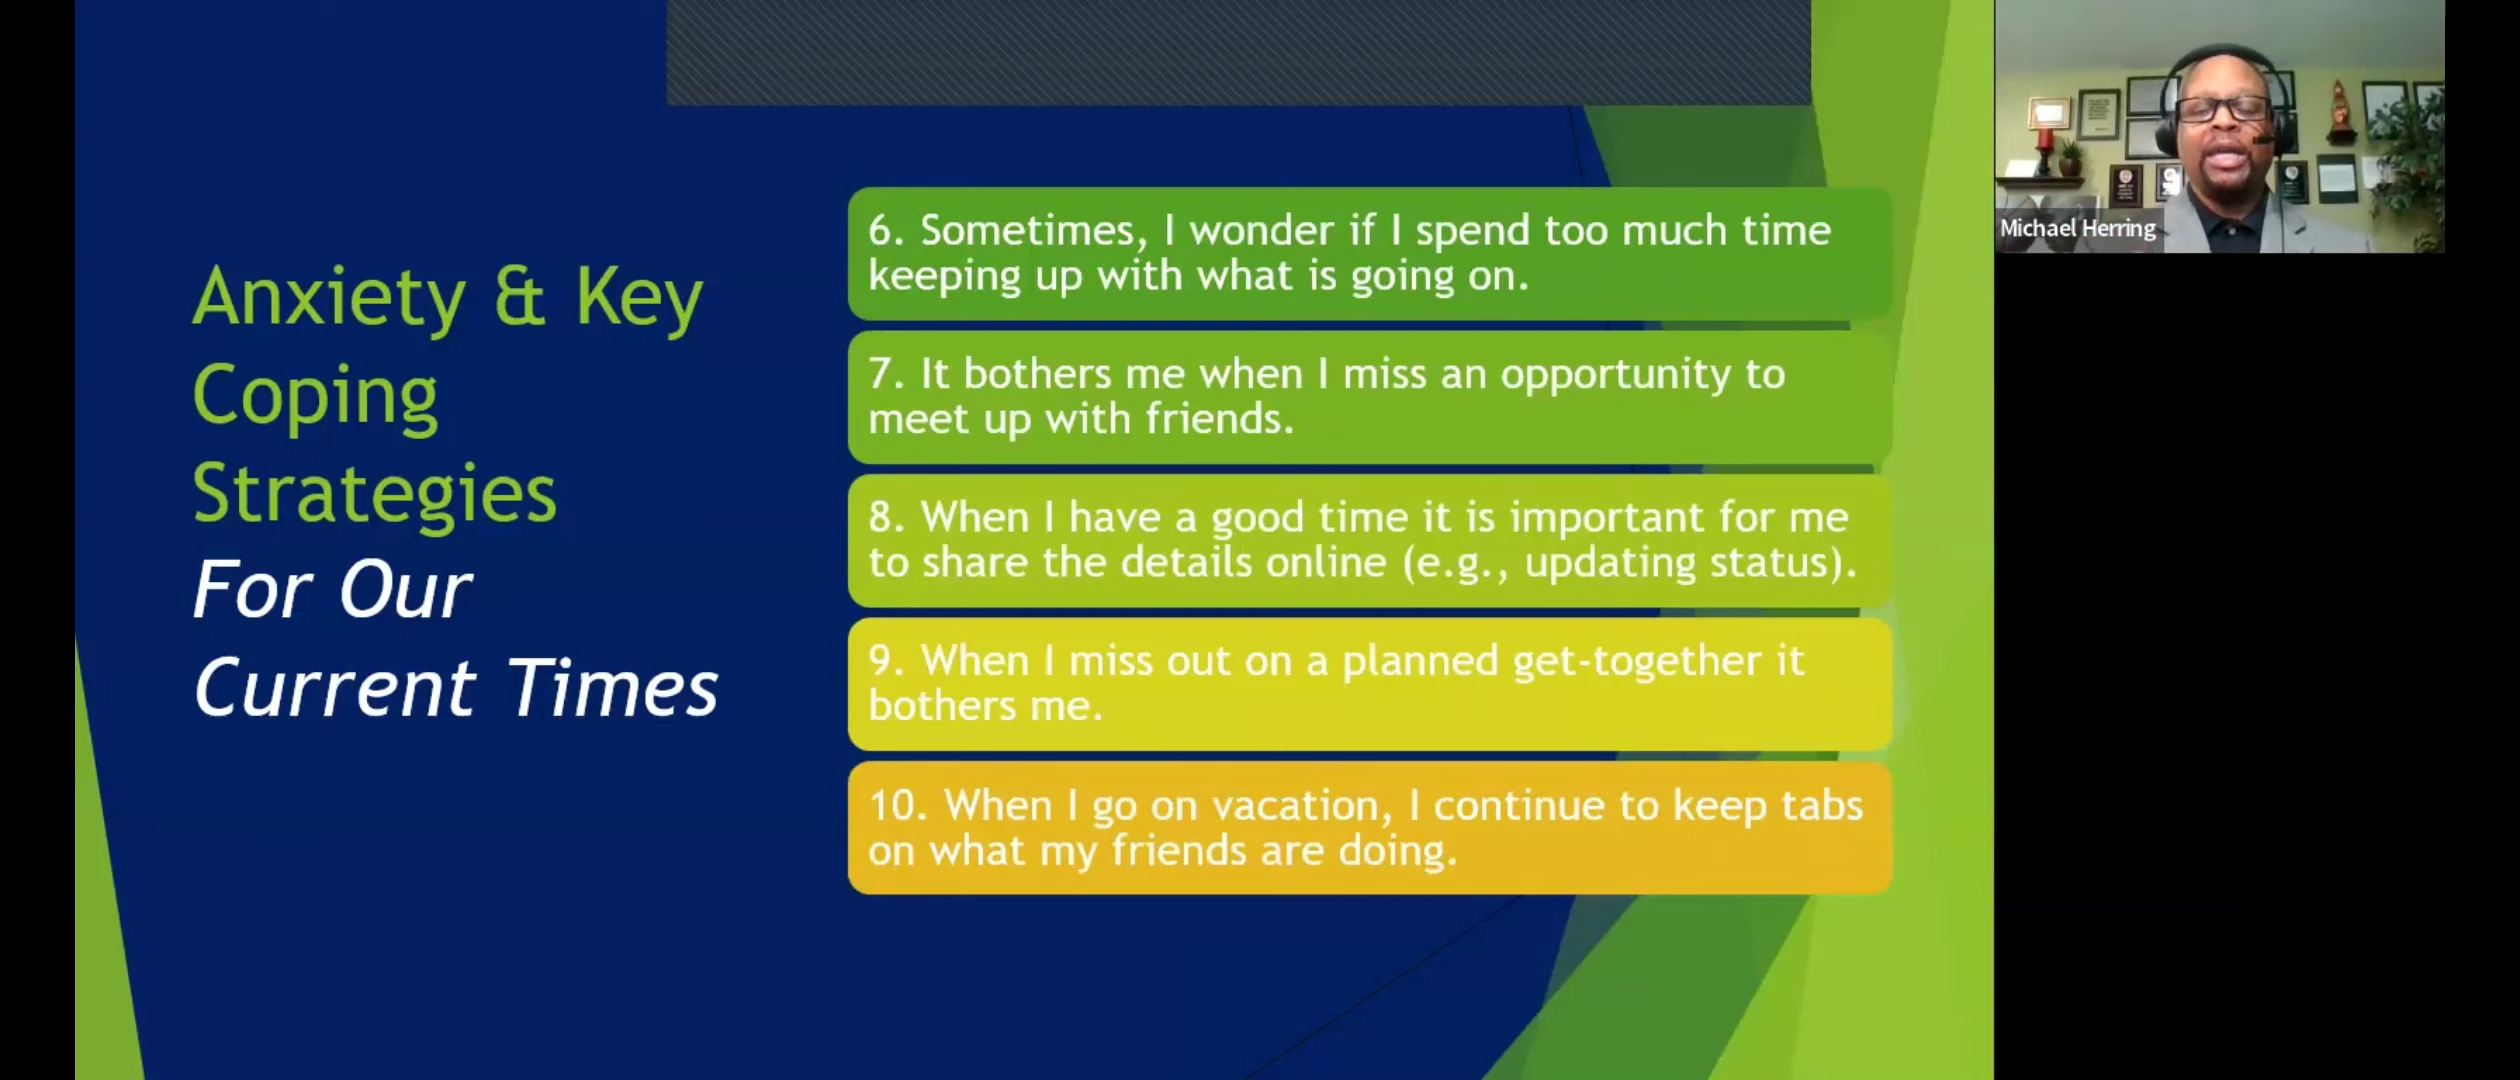 Anxiety & Key
Coping
Strategies
For Our
Current Times
6. Sometimes, I wonder if I spend too much time
keeping up with what is going on.
7. It bothers me when I miss an opportunity to
meet up with friends.
8. When I have a good time it is important for me
to share the details online (e.g., updating status).
9. When I miss out on a planned get-together it
bothers me.
10. When I go on vacation, I continue to keep tabs
on what my friends are doing.
Michael Herring